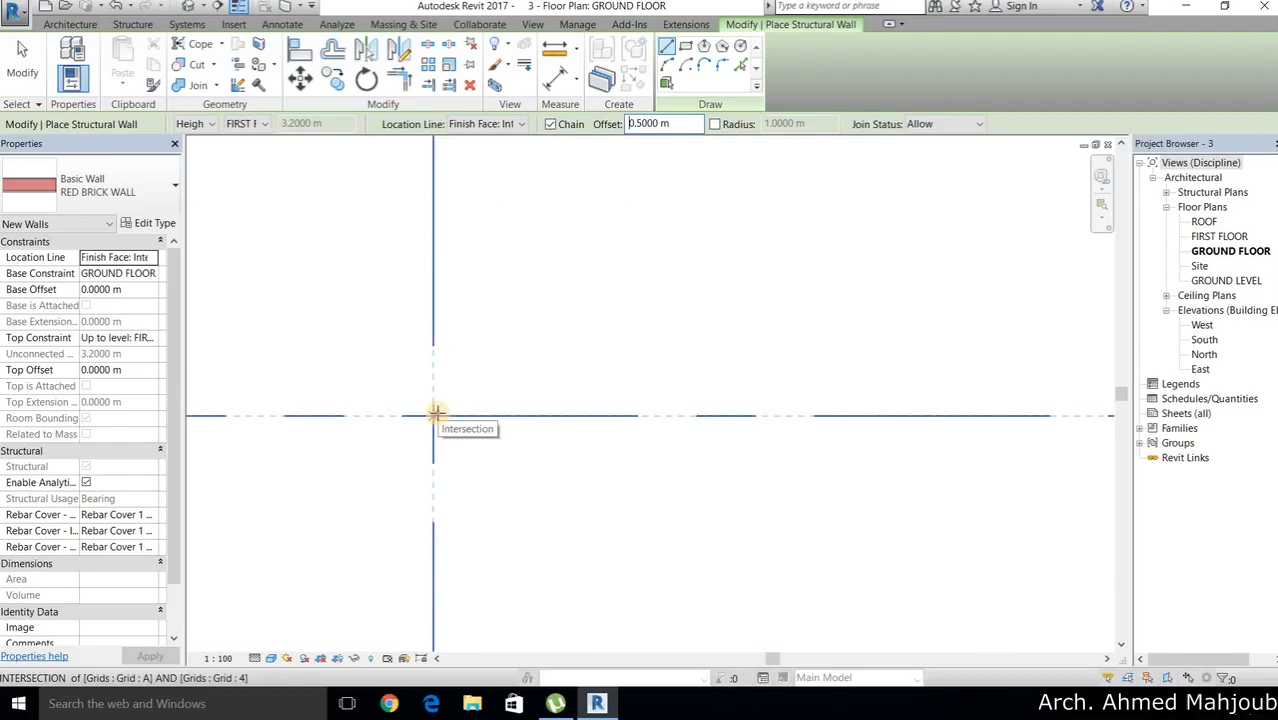 Autodesk Revit 2017 - 3 - Floor Plan: GROUND FLOOR
Type a keyword or phrase
Sign In
Architecture Structure Systems Insert Annotate Analyze Massing & Site Collaborate View Manage Add-Ins Extensions Modify | Place Structural Wall
Modify
Paste
Cope
Cut
Join
Select Properties Clipboard Geometry Modify View Measure Create Draw
Modify | Place Structural Wall Heigh FIRST F 3.2000 m Location Line: Finish Face: Int Chain Offset: 0.5000 m Radius: 1.0000 m Join Status: Allow
Properties
Basic Wall
RED BRICK WALL
New Walls Edit Type
Constraints
Location Line Finish Face: Inte
Base Constraint GROUND FLOOR
Base Offset 0.0000 m
Base is Attached
Base Extension... 0.0000 m
Top Constraint Up to level: FIR...
Unconnected ... 3.2000 m
Top Offset 0.0000 m
Top is Attached
Top Extension ... 0.0000 m
Room Bounding
Related to Mass
Structural
Structural
Enable Analyti...
Structural Usage Bearing
Rebar Cover - ... Rebar Cover 1 ...
Rebar Cover - I... Rebar Cover 1 ...
Rebar Cover - ... Rebar Cover 1 ...
Dimensions
Area
Volume
Identity Data
Image
Comments
Properties help Apply
Intersection
Project Browser - 3
Views (Discipline)
Architectural
Structural Plans
Floor Plans
ROOF
FIRST FLOOR
GROUND FLOOR
Site
GROUND LEVEL
Ceiling Plans
Elevations (Building El
West
South
North
East
Legends
Schedules/Quantities
Sheets (all)
Families
Groups
Revit Links
1 : 100
INTERSECTION of [Grids : Grid : A] AND [Grids : Grid : 4]
:0
Main Model
:0
Search the web and Windows
Arch. Ahmed Mahjoub